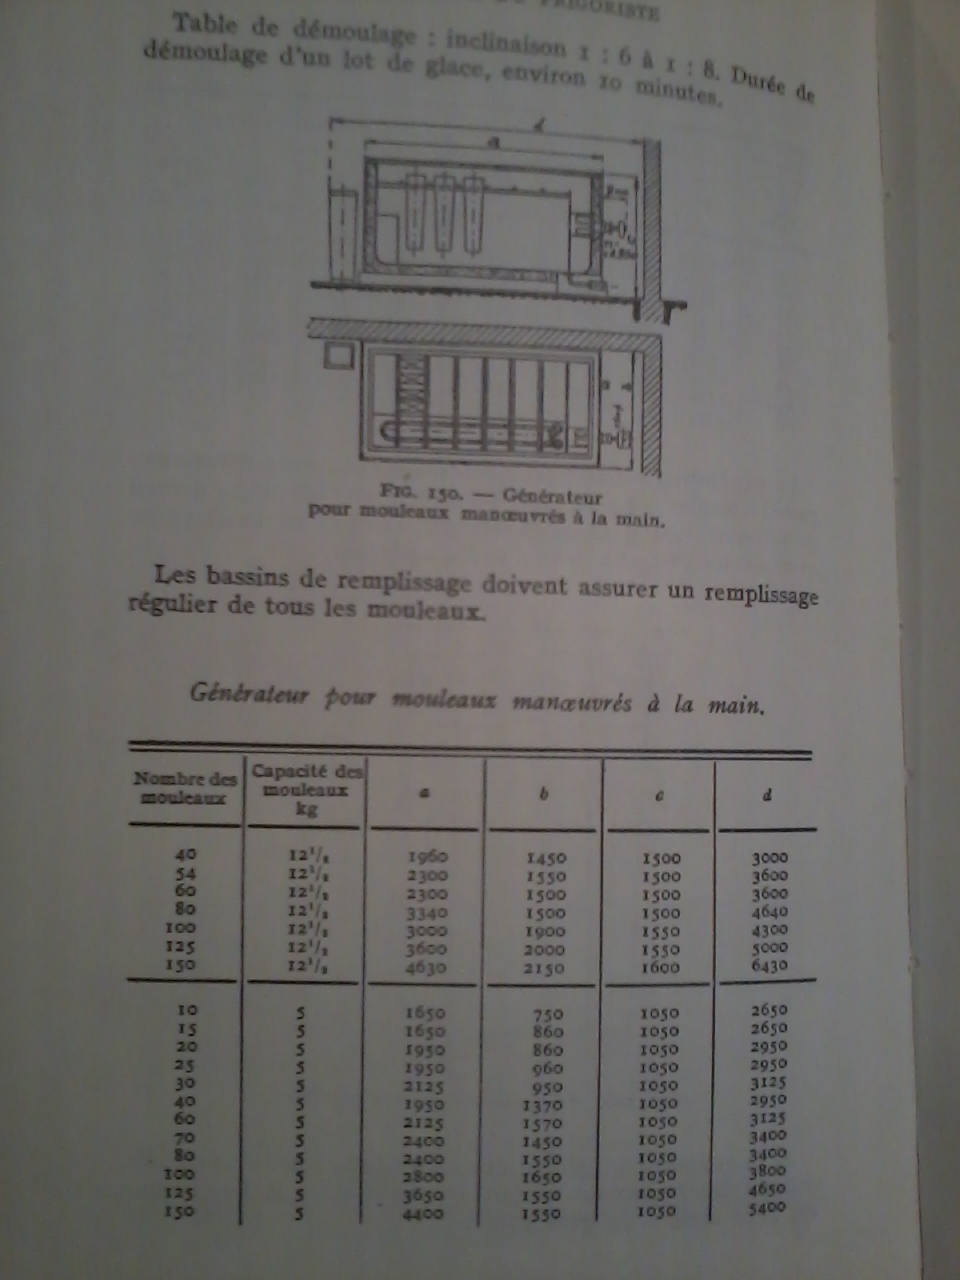 FRIGORISTE
Table de démoulage : inclinaison 1 : 6 à 1 : 8. Durée de
démoulage d'un lot de glace, environ 10 minutes.
d
a
FIG. 150. — Générateur
pour mouleaux manœuvrés à la main.
Les bassins de remplissage doivent assurer un remplissage
régulier de tous les mouleaux.
Générateur pour mouleaux manœuvrés à la main.
Nombre des mouleaux Capacité des mouleaux kg a b c d
40 12 1/2 1960 1450 1500 3000
54 12 1/2 2300 1550 1500 3600
60 12 1/2 2300 1500 1500 3600
80 12 1/2 3340 1500 1500 4640
100 12 1/2 3000 1900 1550 4300
125 12 1/2 3600 2000 1550 5000
150 12 1/2 4630 2150 1600 6430
10 5 1650 750 1050 2650
15 5 1650 860 1050 2650
20 5 1950 860 1050 2950
25 5 1950 960 1050 2950
30 5 2125 950 1050 3125
40 5 1950 1370 1050 2950
60 5 2125 1570 1050 3125
70 5 2400 1450 1050 3400
80 5 2400 1550 1050 3400
100 5 2800 1650 1050 3800
125 5 3650 1550 1050 4650
150 5 4400 1550 1050 5400